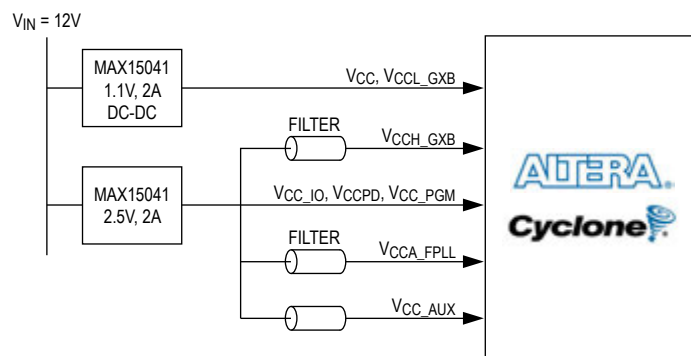 VIN = 12V
MAX15041
1.1V, 2A
DC-DC
VCC, VCCL_GXB
FILTER
VCCH_GXB
MAX15041
2.5V, 2A
VCC_IO, VCCPD, VCC_PGM
FILTER
VCCA_FPLL
VCC_AUX
ALTERA®
Cyclone®